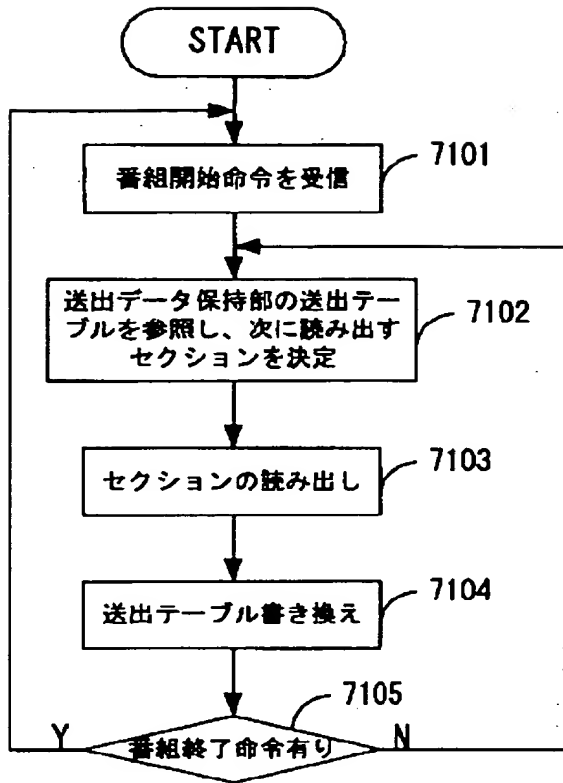 START
番組開始命令を受信
7101
送出データ保持部の送出テー
ブルを参照し、次に読み出す
セクションを決定
7102
セクションの読み出し
7103
送出テーブル書き換え
7104
7105
Y
番組終了命令有り
N